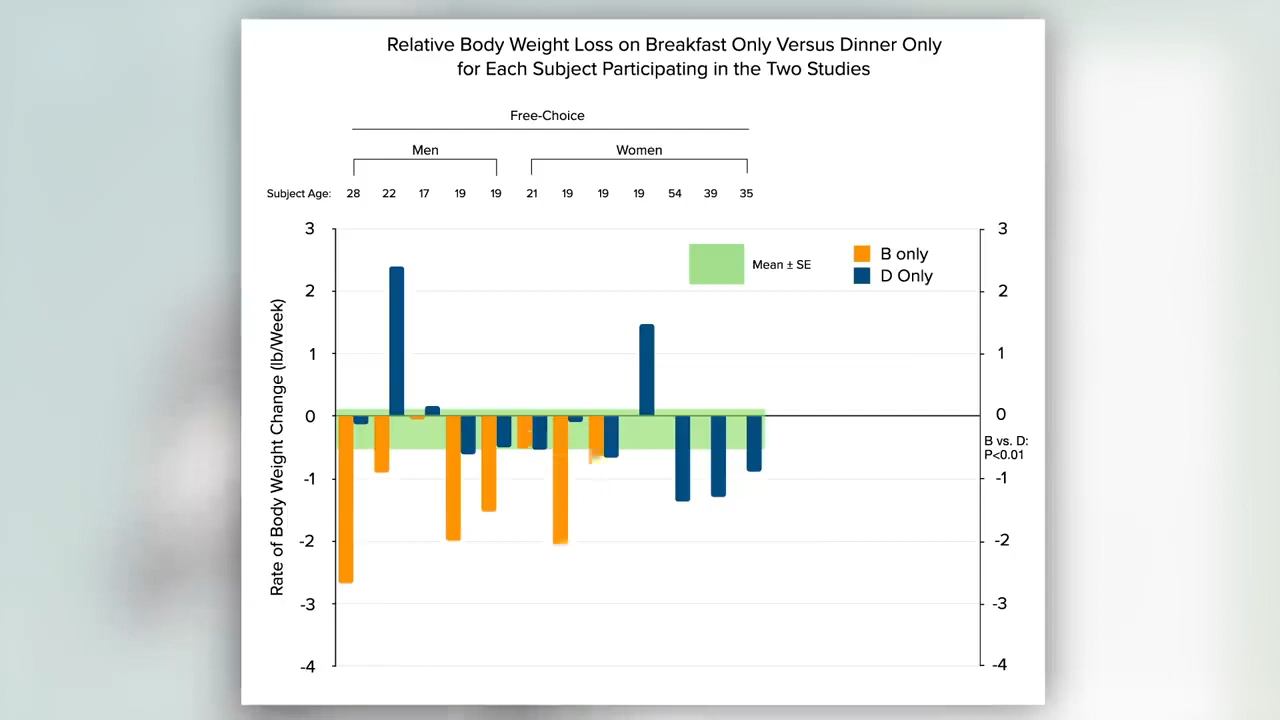 Relative Body Weight Loss on Breakfast Only Versus Dinner Only
for Each Subject Participating in the Two Studies
Free-Choice
Men Women
Subject Age: 28 22 17 19 19 21 19 19 19 54 39 35
Rate of Body Weight Change (lb/Week)
3 3
Mean ± SE
B only
D Only
2 2
1 1
0 0
B vs. D:
P<0.01
-1 -1
-2 -2
-3 -3
-4 -4